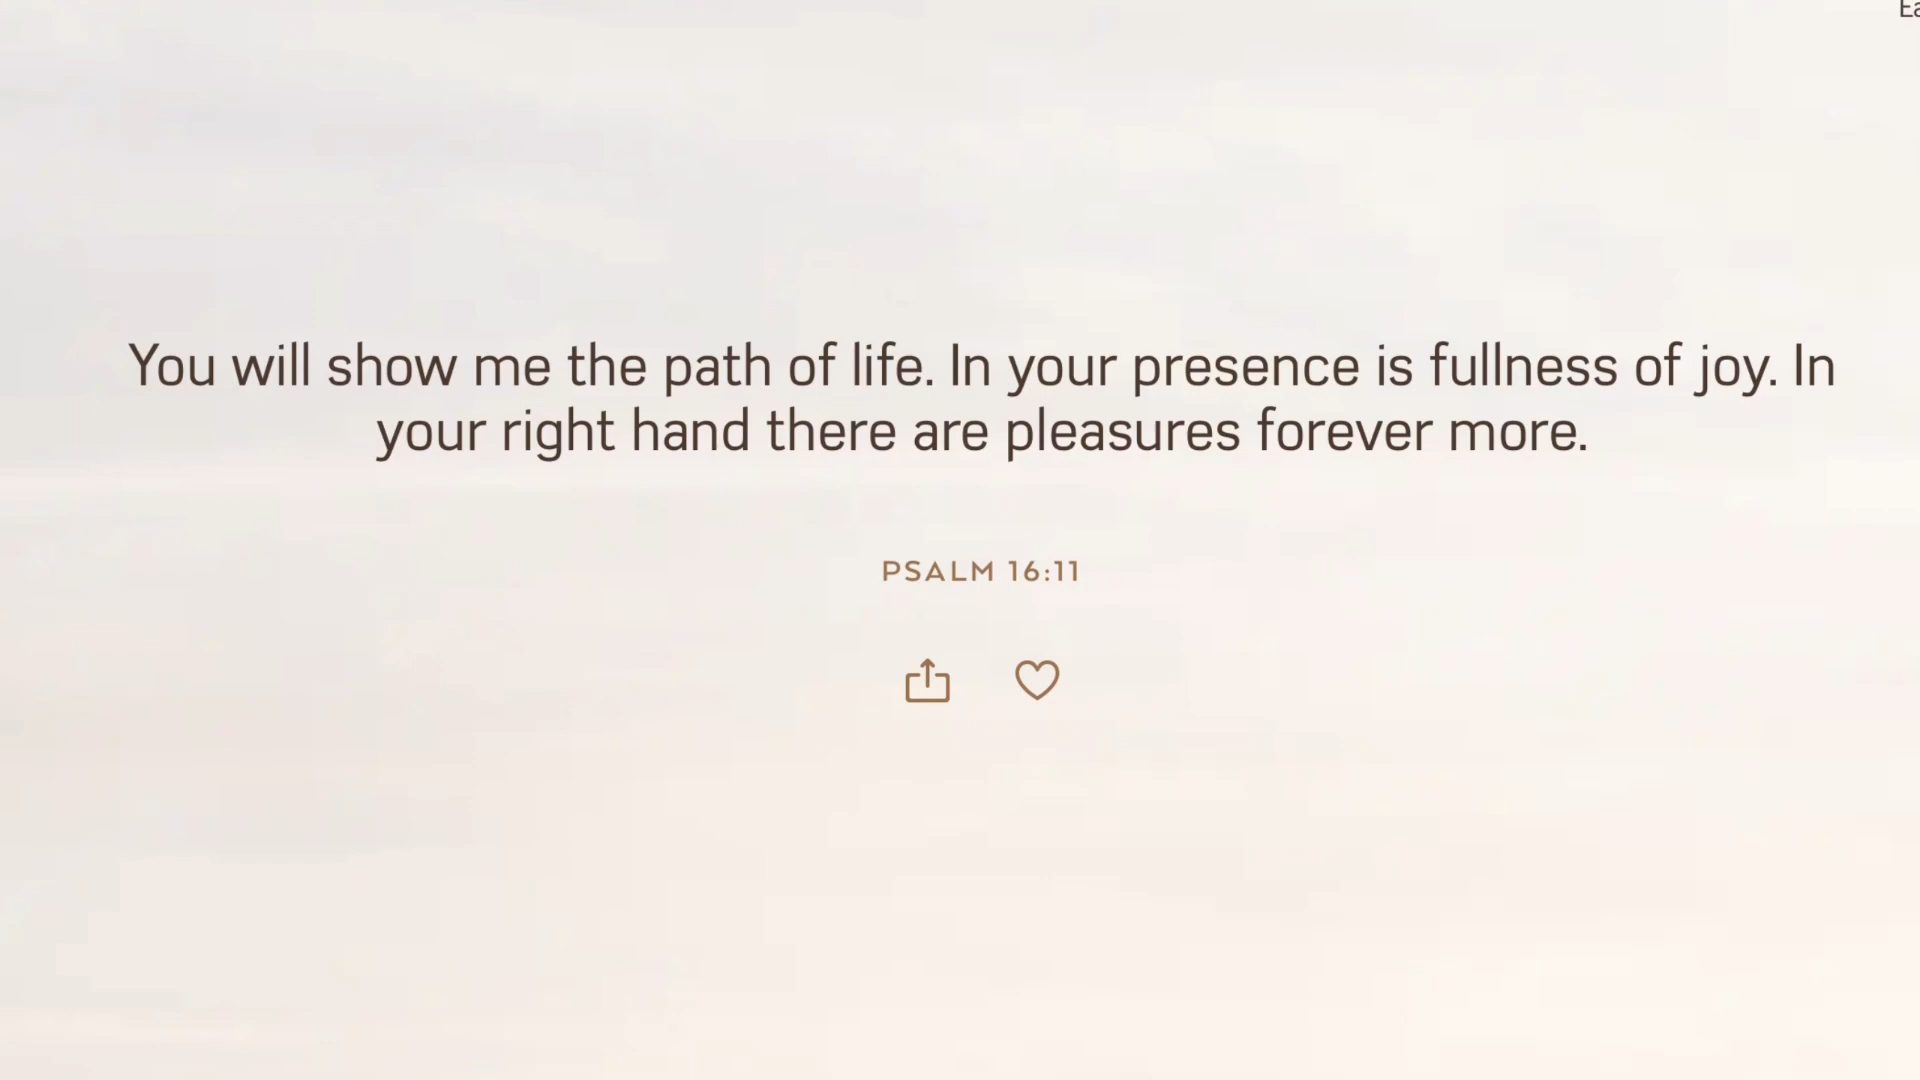 You will show me the path of life. In your presence is fullness of joy. In
your right hand there are pleasures forever more.
PSALM 16:11